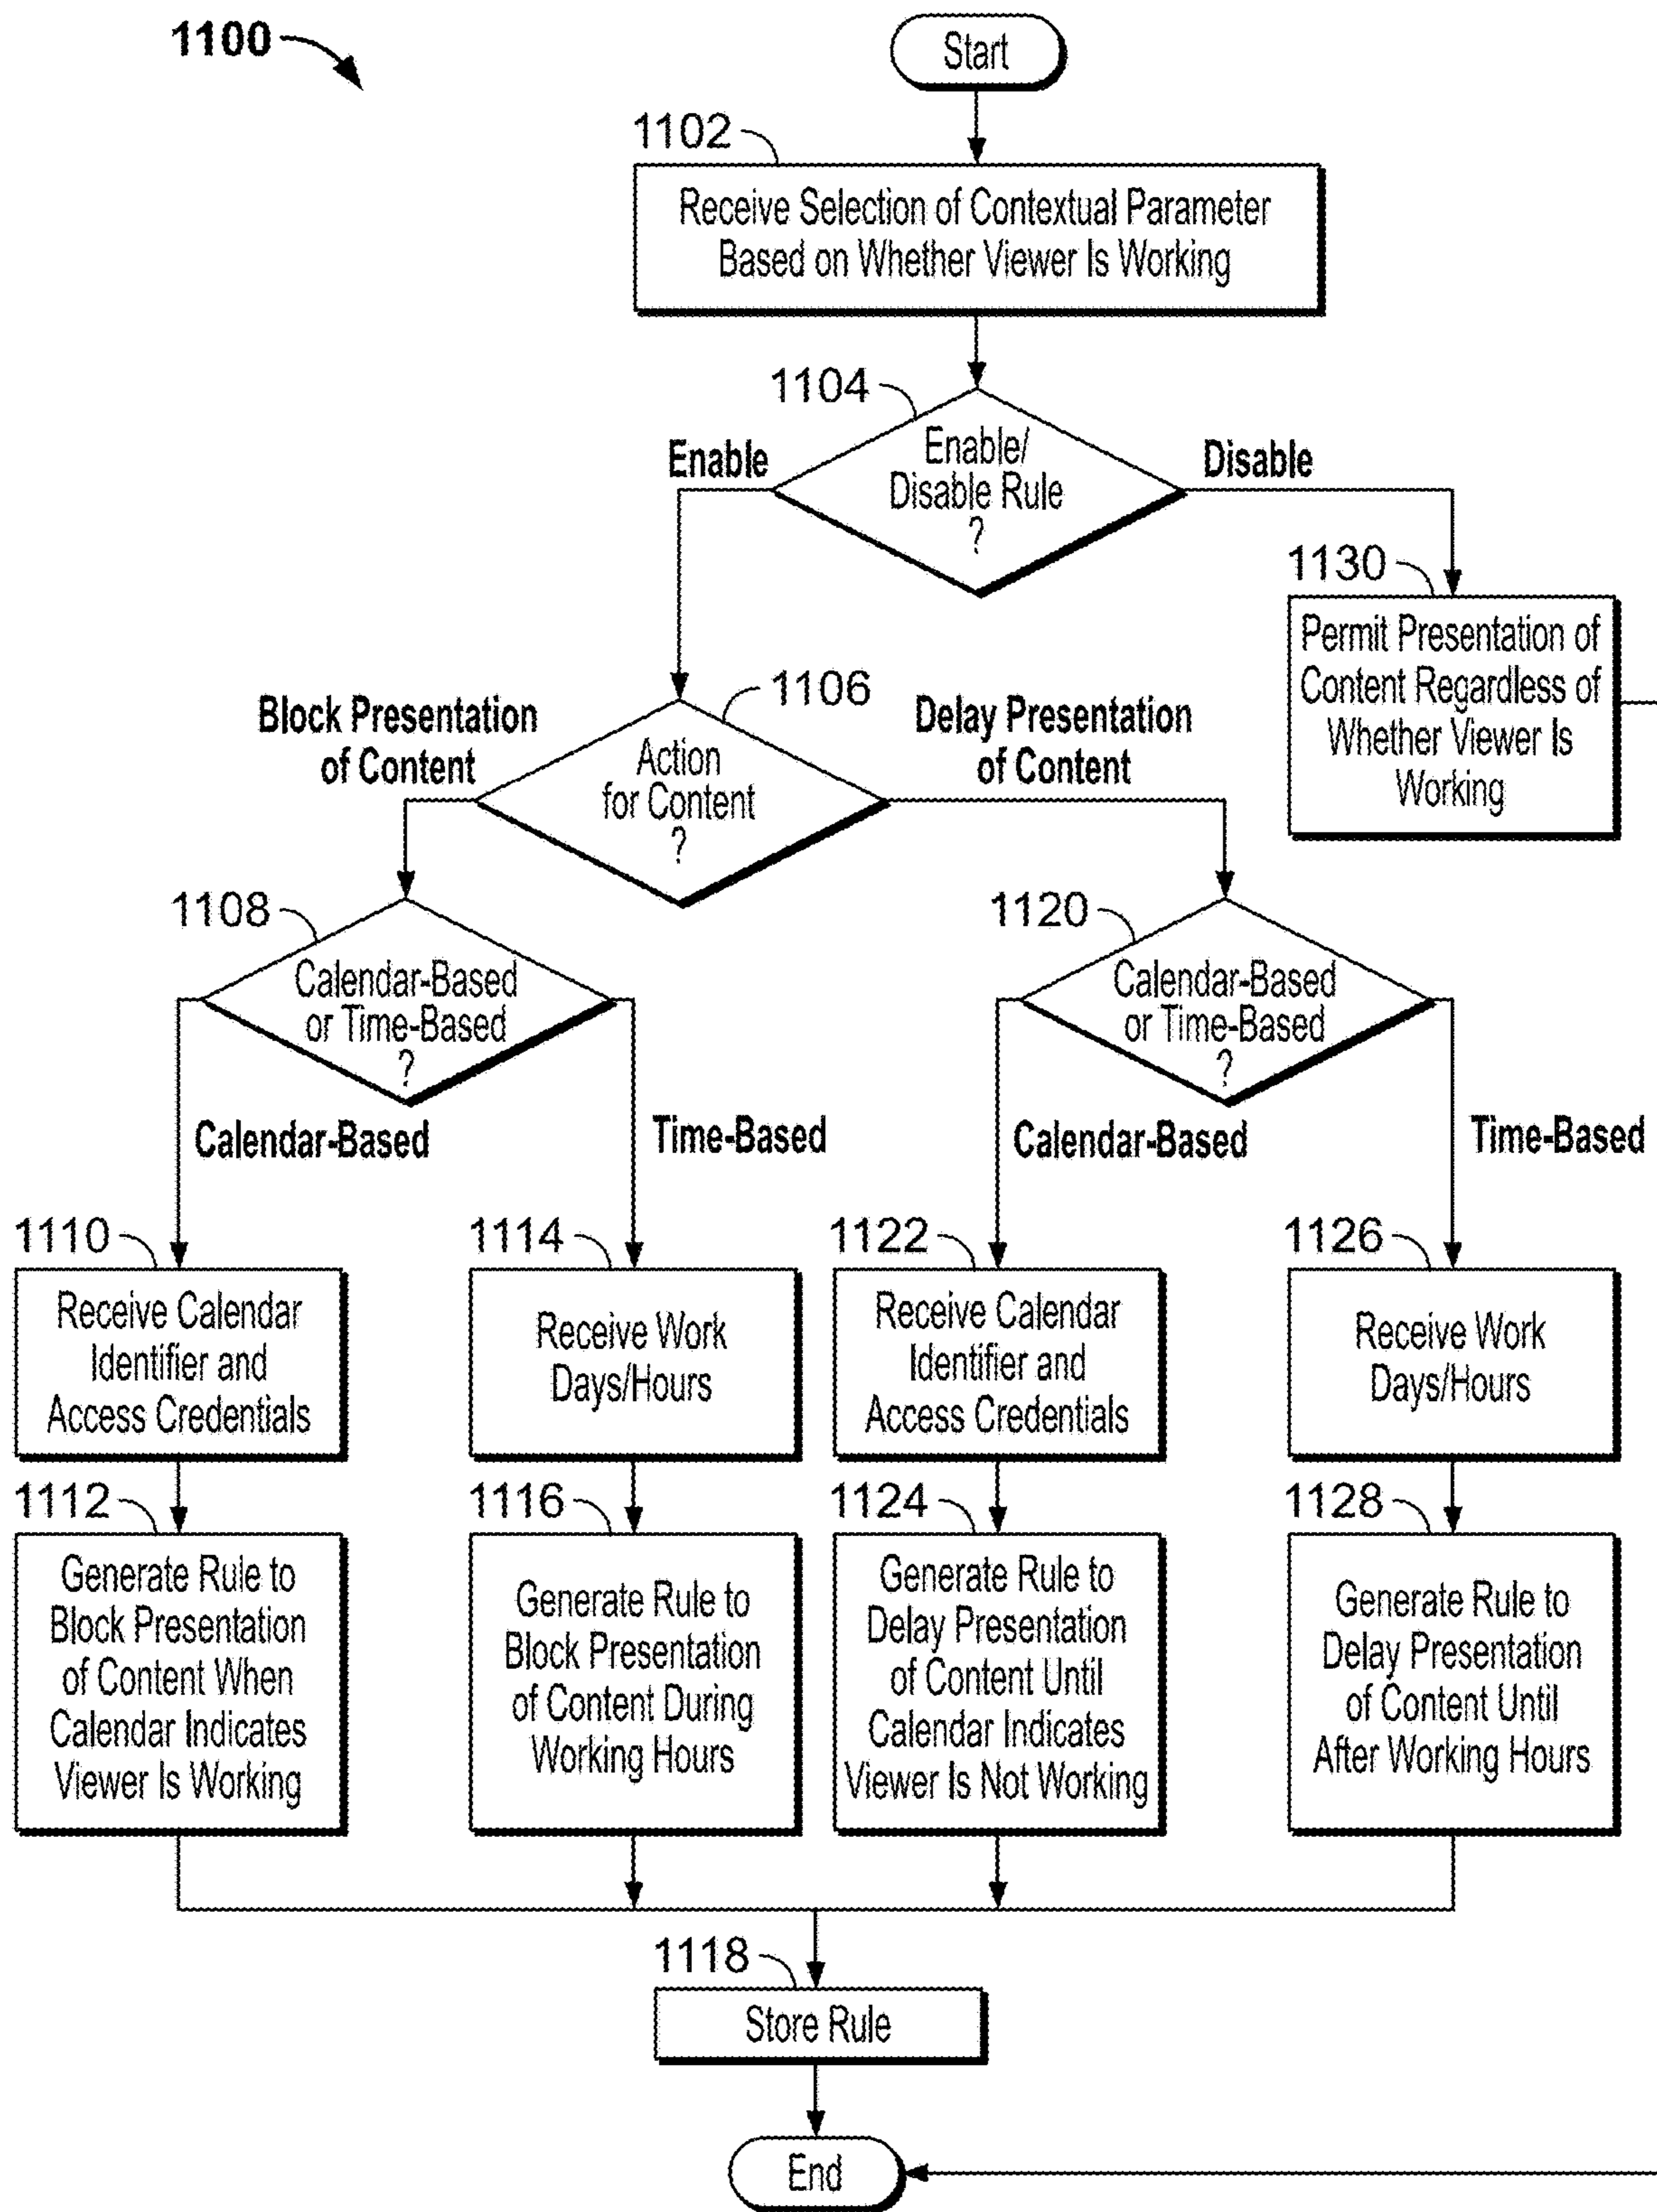 1100
Start
1102
Receive Selection of Contextual Parameter
Based on Whether Viewer Is Working
1104
Enable/
Disable Rule
?
Enable
Disable
1130
Permit Presentation of
Content Regardless of
Whether Viewer Is
Working
1106
Action
for Content
?
Block Presentation
of Content
Delay Presentation
of Content
1108
Calendar-Based
or Time-Based
?
1120
Calendar-Based
or Time-Based
?
Calendar-Based
Time-Based
Calendar-Based
Time-Based
1110
Receive Calendar
Identifier and
Access Credentials
1114
Receive Work
Days/Hours
1122
Receive Calendar
Identifier and
Access Credentials
1126
Receive Work
Days/Hours
1112
Generate Rule to
Block Presentation
of Content When
Calendar Indicates
Viewer Is Working
1116
Generate Rule to
Block Presentation
of Content During
Working Hours
1124
Generate Rule to
Delay Presentation
of Content Until
Calendar Indicates
Viewer Is Not Working
1128
Generate Rule to
Delay Presentation
of Content Until
After Working Hours
1118
Store Rule
End